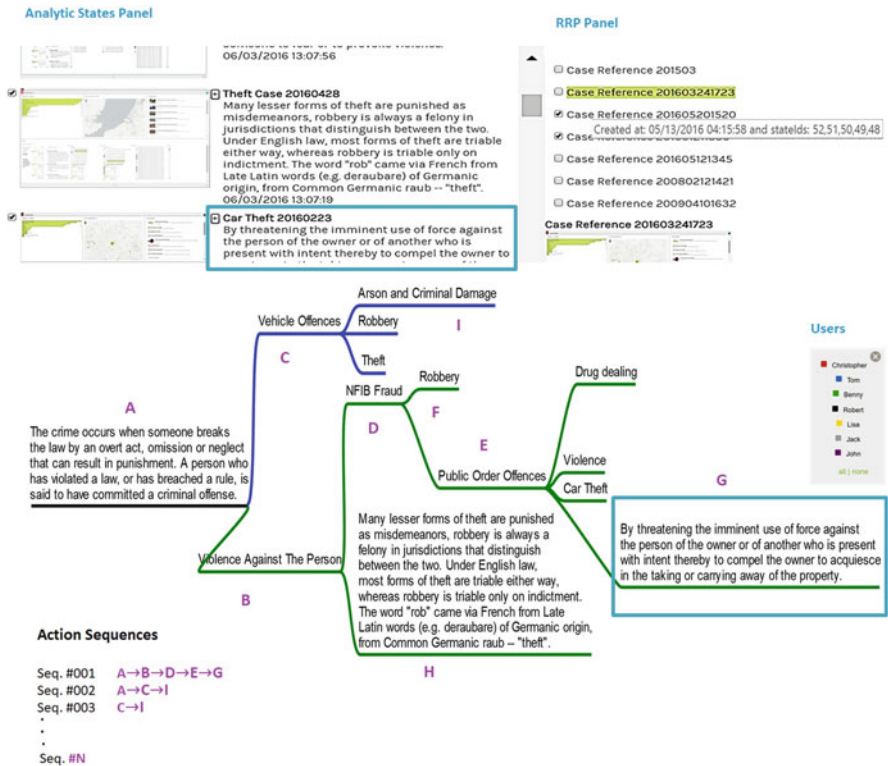 Analytic States Panel
RRP Panel
someone to fear or to provoke violence.
06/03/2016 13:07:56
Theft Case 20160428
Many lesser forms of theft are punished as
misdemeanors, robbery is always a felony in
jurisdictions that distinguish between the two.
Under English law, most forms of theft are triable
either way, whereas robbery is triable only on
indictment. The word "rob" came via French from
Late Latin words (e.g. deraubare) of Germanic
origin, from Common Germanic raub -- "theft".
06/03/2016 13:07:19
Car Theft 20160223
By threatening the imminent use of force against
the person of the owner or of another who is
present with intent thereby to compel the owner to
Case Reference 201503
Case Reference 201603241723
Case Reference 201605201520
Cas
Created at: 05/13/2016 04:15:58 and stateIds: 52,51,50,49,48
Case Reference 201605121345
Case Reference 200802121421
Case Reference 200904101632
Case Reference 201603241723
Arson and Criminal Damage
Vehicle Offences
Robbery
I
C
Theft
Users
Christopher
Tom
Benny
Robert
Lisa
Jack
John
all | none
Drug dealing
Robbery
NFIB Fraud
A
D
F
E
The crime occurs when someone breaks
the law by an overt act, omission or neglect
that can result in punishment. A person who
has violated a law, or has breached a rule, is
said to have committed a criminal offense.
Violence
Public Order Offences
Car Theft
G
By threatening the imminent use of force against
the person of the owner or of another who is present
with intent thereby to compel the owner to acquiesce
in the taking or carrying away of the property.
Violence Against The Person
B
Many lesser forms of theft are punished
as misdemeanors, robbery is always a
felony in jurisdictions that distinguish
between the two. Under English law,
most forms of theft are triable either way,
whereas robbery is triable only on indictment.
The word "rob" came via French from Late
Latin words (e.g. deraubare) of Germanic origin,
from Common Germanic raub -- "theft".
H
Action Sequences
Seq. #001 A→B→D→E→G
Seq. #002 A→C→I
Seq. #003 C→I
.
.
.
Seq. #N